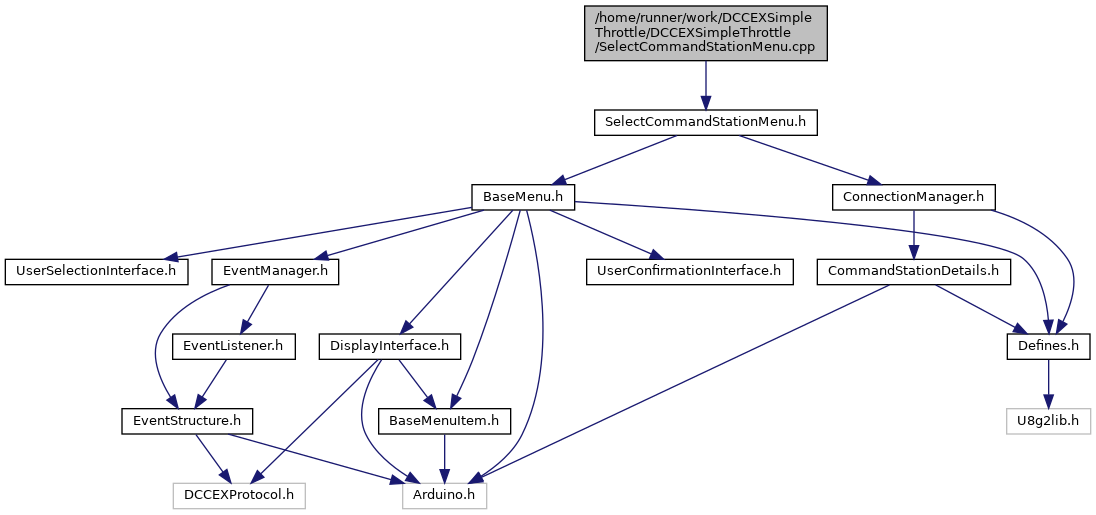 /home/runner/work/DCCEXSimple
Throttle/DCCEXSimpleThrottle
/SelectCommandStationMenu.cpp
SelectCommandStationMenu.h
BaseMenu.h
ConnectionManager.h
UserSelectionInterface.h
EventManager.h
UserConfirmationInterface.h
CommandStationDetails.h
EventListener.h
DisplayInterface.h
Defines.h
EventStructure.h
BaseMenuItem.h
U8g2lib.h
DCCEXProtocol.h
Arduino.h